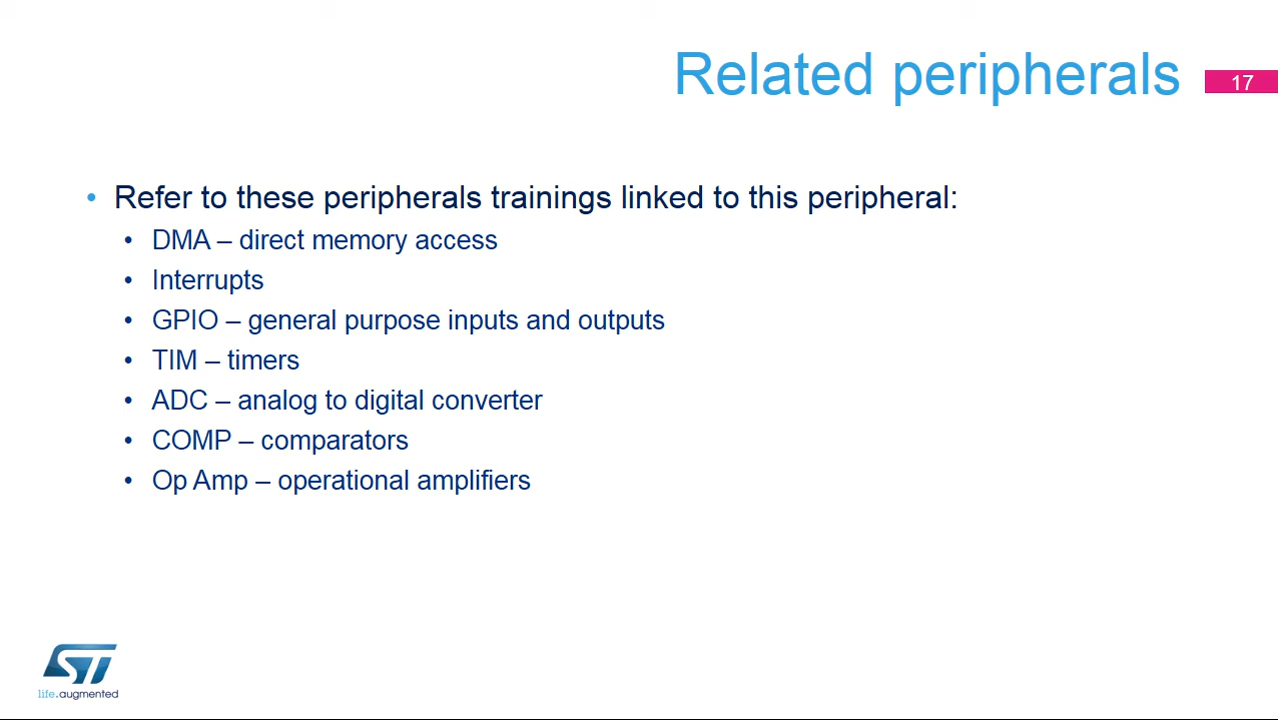 Related peripherals
17
• Refer to these peripherals trainings linked to this peripheral:
• DMA – direct memory access
• Interrupts
• GPIO – general purpose inputs and outputs
• TIM – timers
• ADC – analog to digital converter
• COMP – comparators
• Op Amp – operational amplifiers
ST
life.augmented